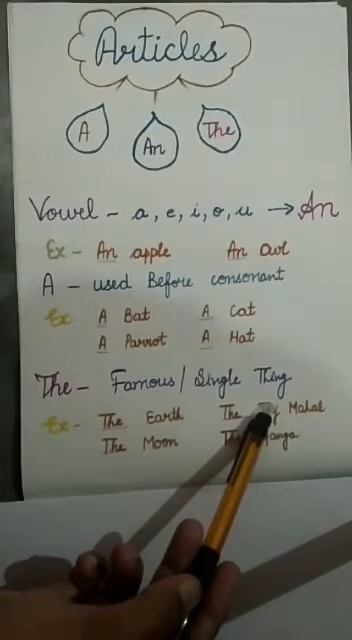 Articles
A An The
Vowel - a, e, i, o, u → An
Ex - An apple An Owl
A - used Before consonant
Ex A Bat A Cat
A Parrot A Hat
The - Famous / Single Thing
Ex - The Earth The Mahal
The Moon